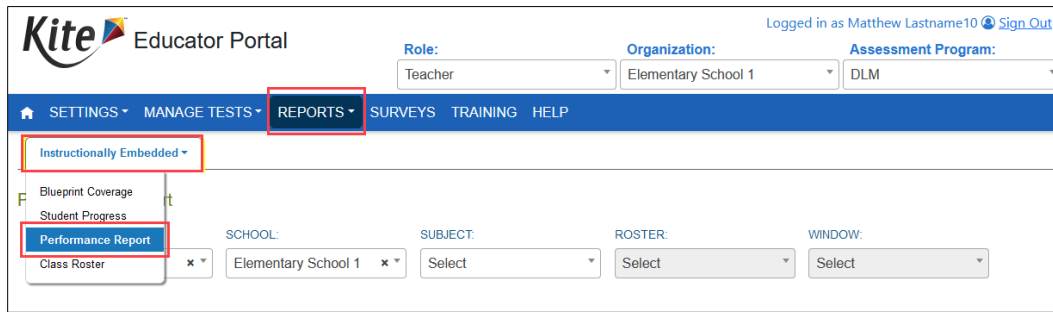 Kite Educator Portal
Logged in as Matthew Lastname10 Sign Out
Role: Organization: Assessment Program:
Teacher Elementary School 1 DLM
SETTINGS MANAGE TESTS REPORTS SURVEYS TRAINING HELP
Instructionally Embedded
Blueprint Coverage
Student Progress
Performance Report
Class Roster
SCHOOL: SUBJECT: ROSTER: WINDOW:
× Elementary School 1 × Select Select Select